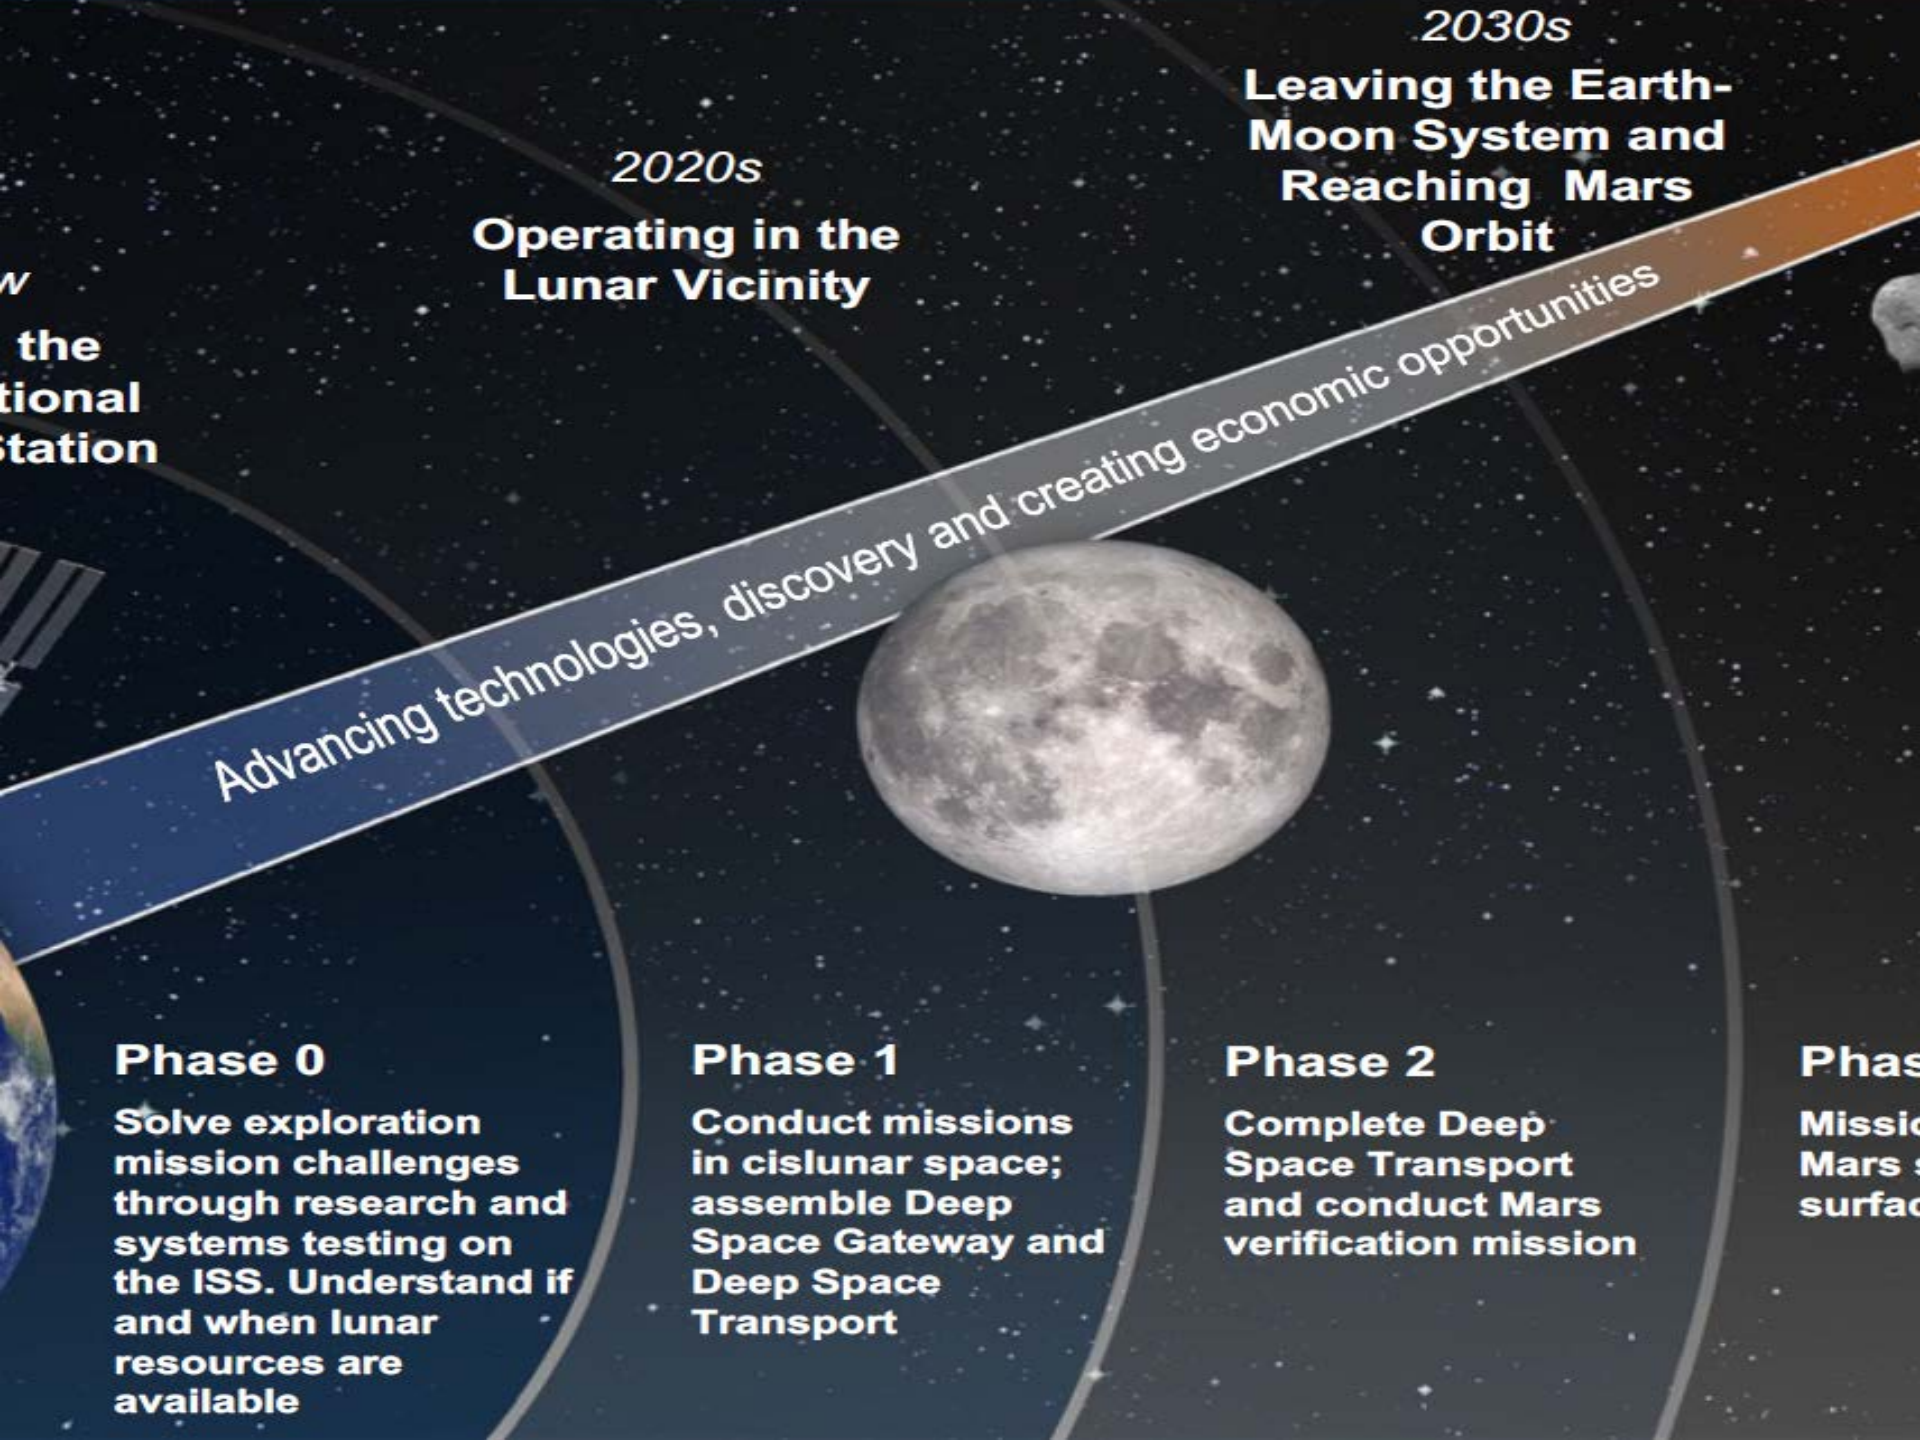 2030s
Leaving the Earth-
Moon System and
Reaching Mars
Orbit
2020s
Operating in the
Lunar Vicinity
the
Advancing technologies, discovery and creating economic opportunities
Phase 0
Solve exploration
mission challenges
through research and
systems testing on
the ISS. Understand if
and when lunar
resources are
available
Phase 1
Conduct missions
in cislunar space;
assemble Deep
Space Gateway and
Deep Space
Transport
Phase 2
Complete Deep
Space Transport
and conduct Mars
verification mission
Mars